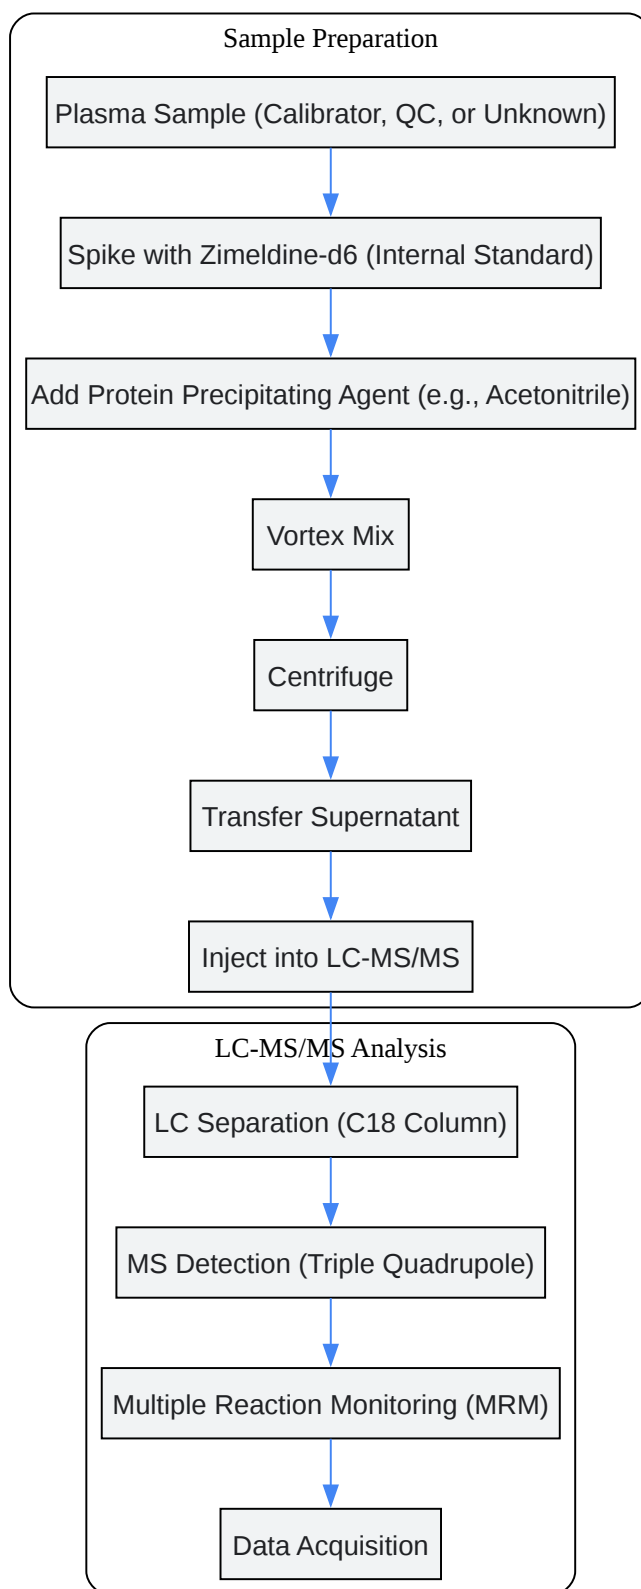 Sample Preparation
Plasma Sample (Calibrator, QC, or Unknown)
Spike with Zimeldine-d6 (Internal Standard)
Add Protein Precipitating Agent (e.g., Acetonitrile)
Vortex Mix
Centrifuge
Transfer Supernatant
Inject into LC-MS/MS
LC-MS/MS Analysis
LC Separation (C18 Column)
MS Detection (Triple Quadrupole)
Multiple Reaction Monitoring (MRM)
Data Acquisition